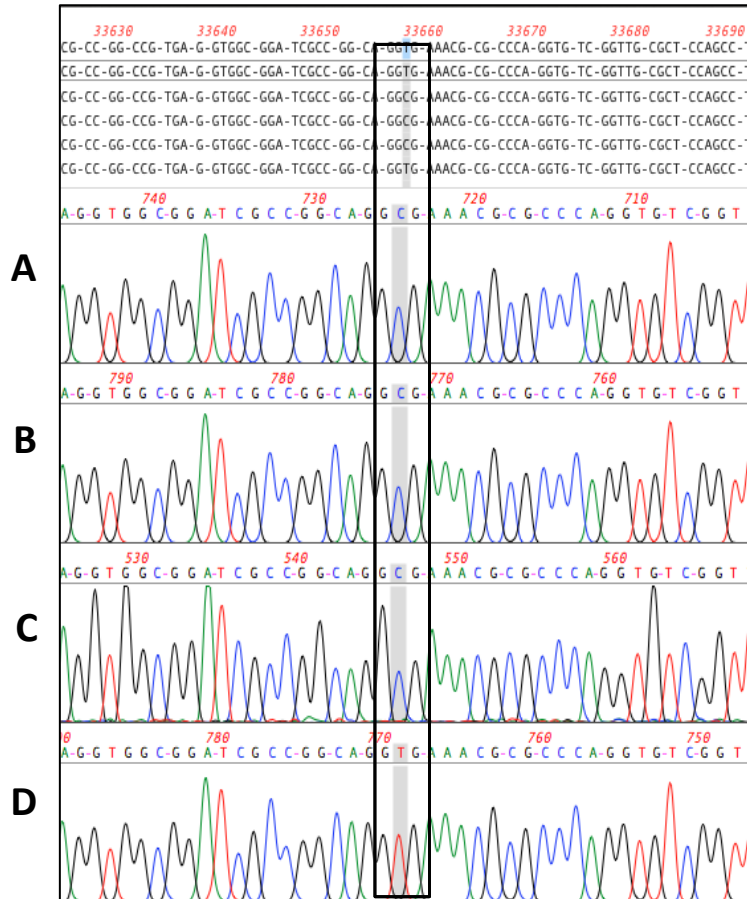 33630 33640 33650 33660 33670 33680 33690
CG-CC-GG-CCG-TGA-G-GTGGC-GGA-TCGCC-GG-CA-GGTG-AAACG-CG-CCCA-GGTG-TC-GGTTG-CGCT-CCAGCC-T
CG-CC-GG-CCG-TGA-G-GTGGC-GGA-TCGCC-GG-CA-GGTG-AAACG-CG-CCCA-GGTG-TC-GGTTG-CGCT-CCAGCC-T
CG-CC-GG-CCG-TGA-G-GTGGC-GGA-TCGCC-GG-CA-GGCG-AAACG-CG-CCCA-GGTG-TC-GGTTG-CGCT-CCAGCC-T
CG-CC-GG-CCG-TGA-G-GTGGC-GGA-TCGCC-GG-CA-GGCG-AAACG-CG-CCCA-GGTG-TC-GGTTG-CGCT-CCAGCC-T
CG-CC-GG-CCG-TGA-G-GTGGC-GGA-TCGCC-GG-CA-GGCG-AAACG-CG-CCCA-GGTG-TC-GGTTG-CGCT-CCAGCC-T
CG-CC-GG-CCG-TGA-G-GTGGC-GGA-TCGCC-GG-CA-GGTG-AAACG-CG-CCCA-GGTG-TC-GGTTG-CGCT-CCAGCC-T
740 730 720 710
A-G-G T G G C-G G A-T C G C C-G G-C A-G G C G-A A A C G-C G-C C C A-G G T G-T C-G G T
A
790 780 770 760
A-G-G T G G C-G G A-T C G C C-G G-C A-G G C G-A A A C G-C G-C C C A-G G T G-T C-G G T
B
530 540 550 560
A-G-G T G G C-G G A-T C G C C-G G-C A-G G C G-A A A C G-C G-C C C A-G G T G-T C-G G T
C
780 770 760 750
A-G-G T G G C-G G A-T C G C C-G G-C A-G G T G-A A A C G-C G-C C C A-G G T G-T C-G G T
D